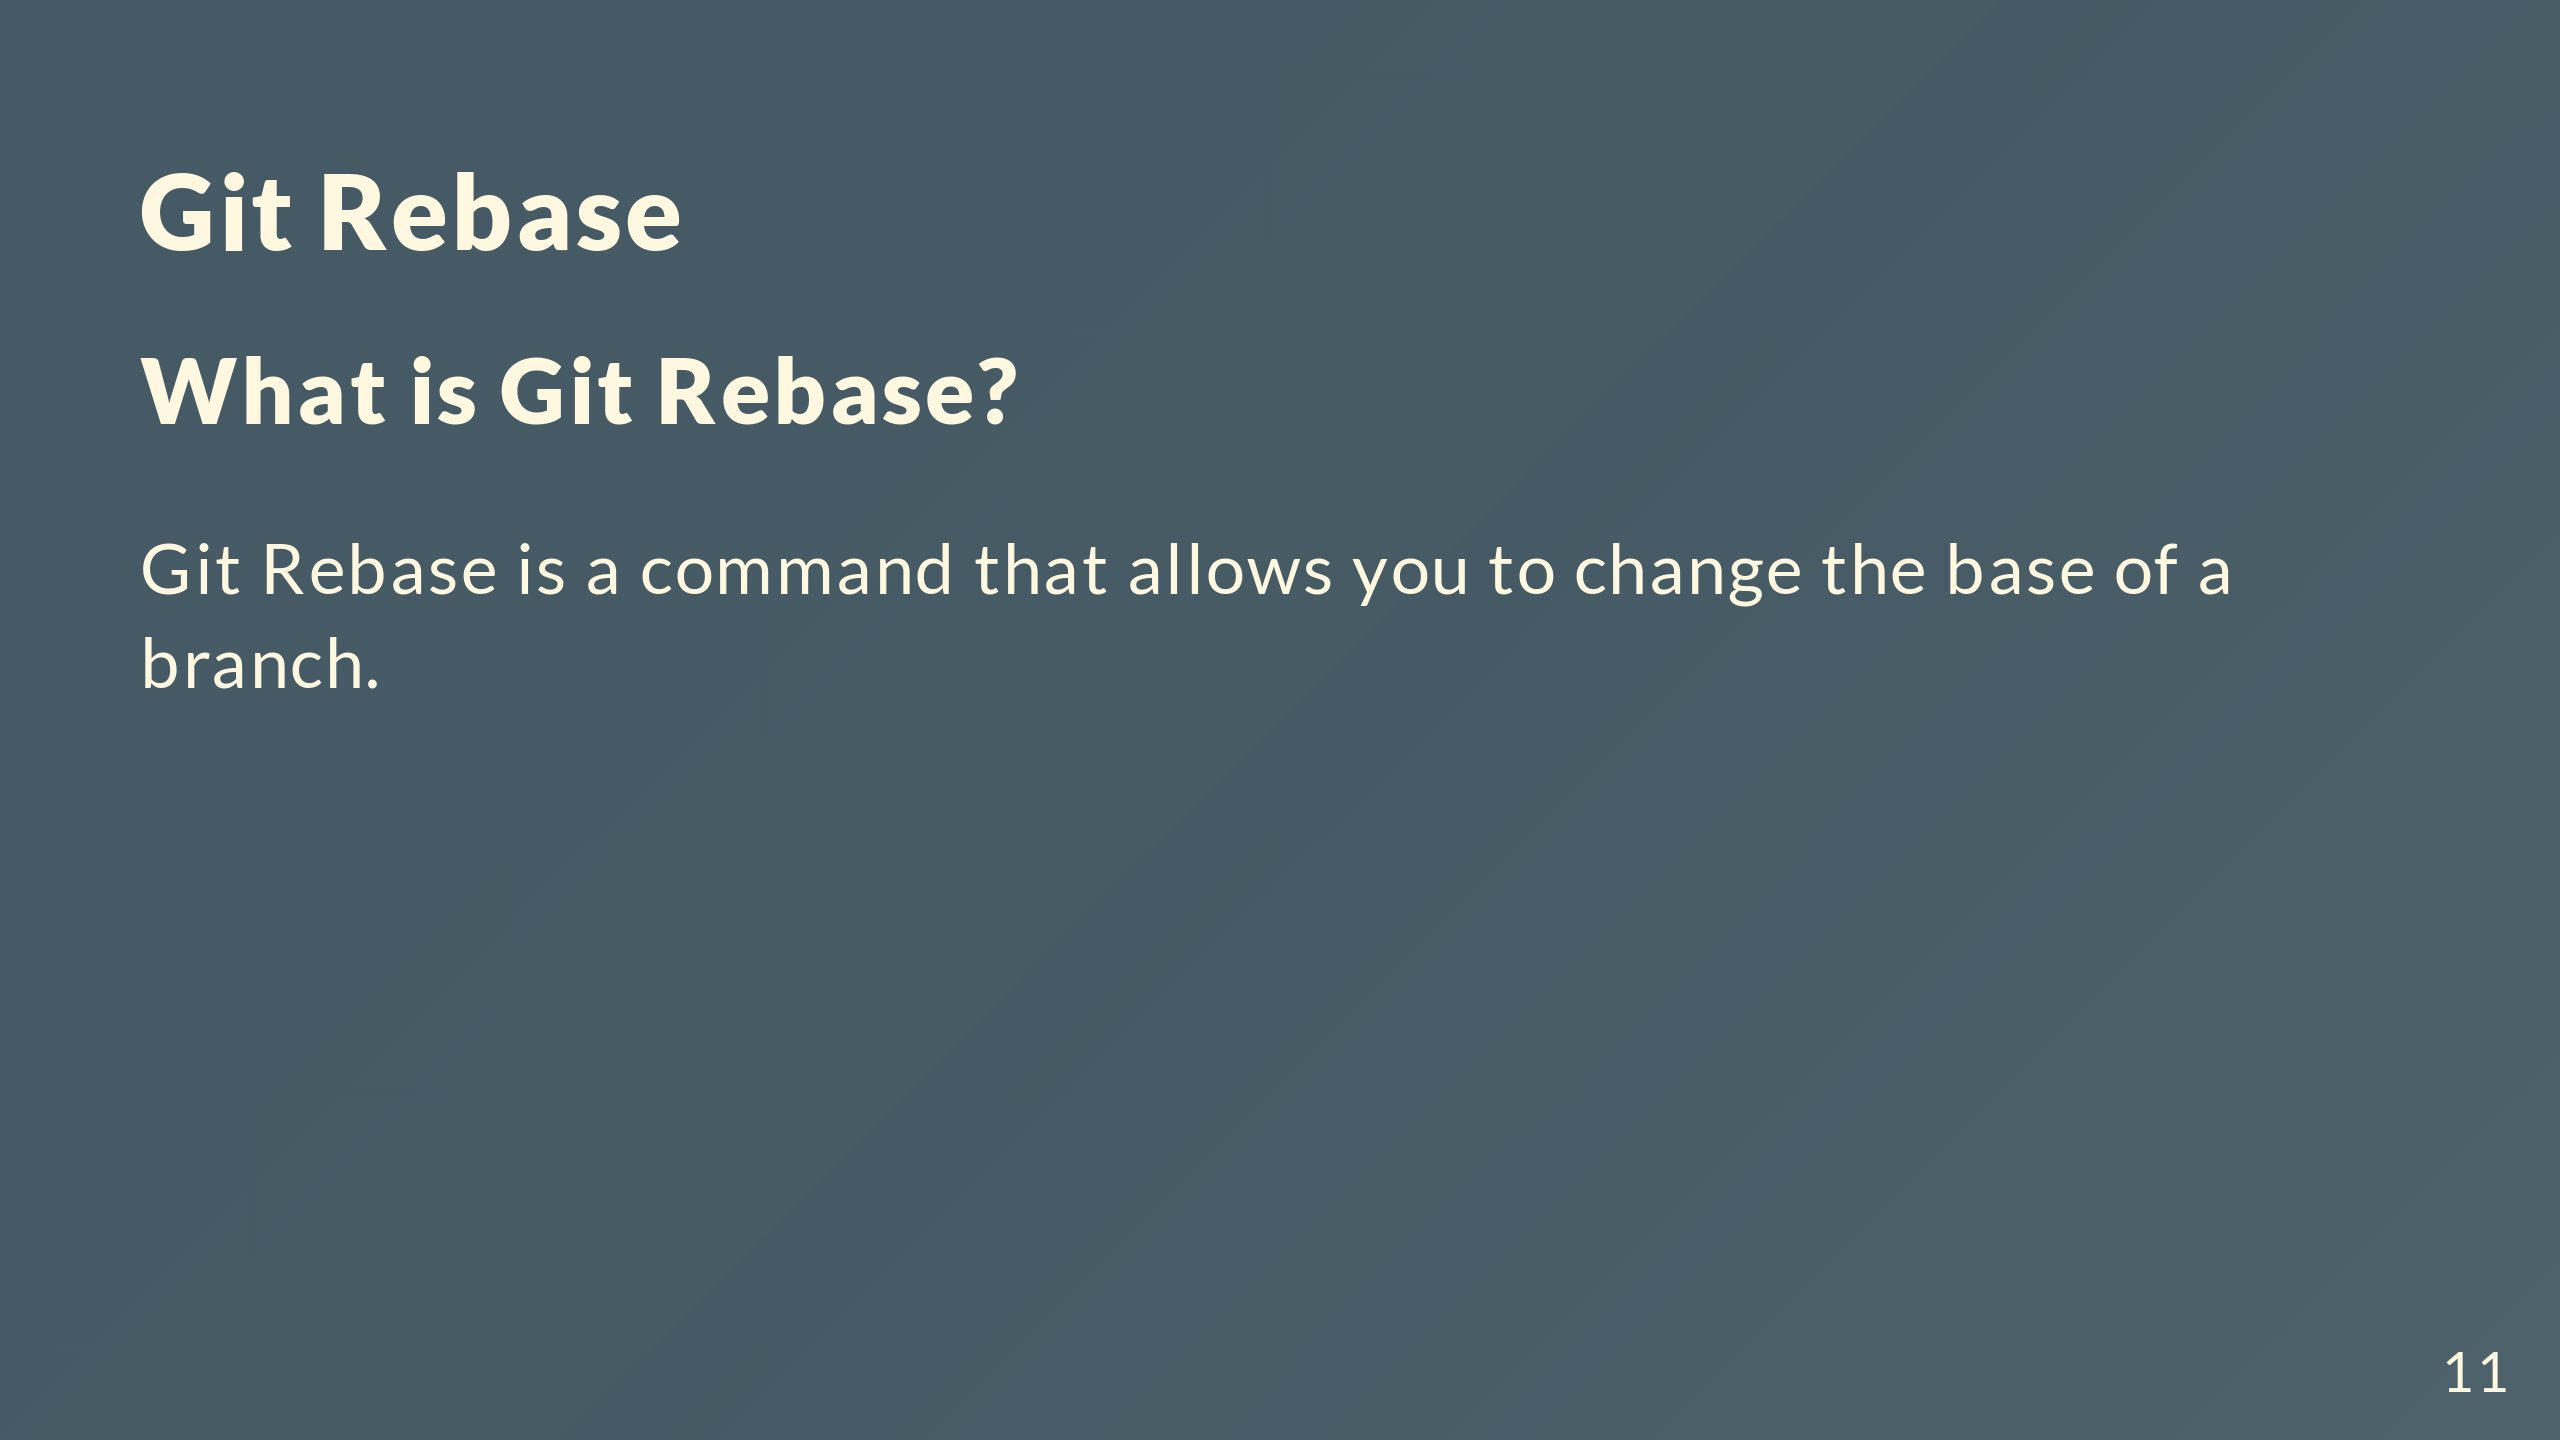 Git Rebase
What is Git Rebase?
Git Rebase is a command that allows you to change the base of a
branch.
11